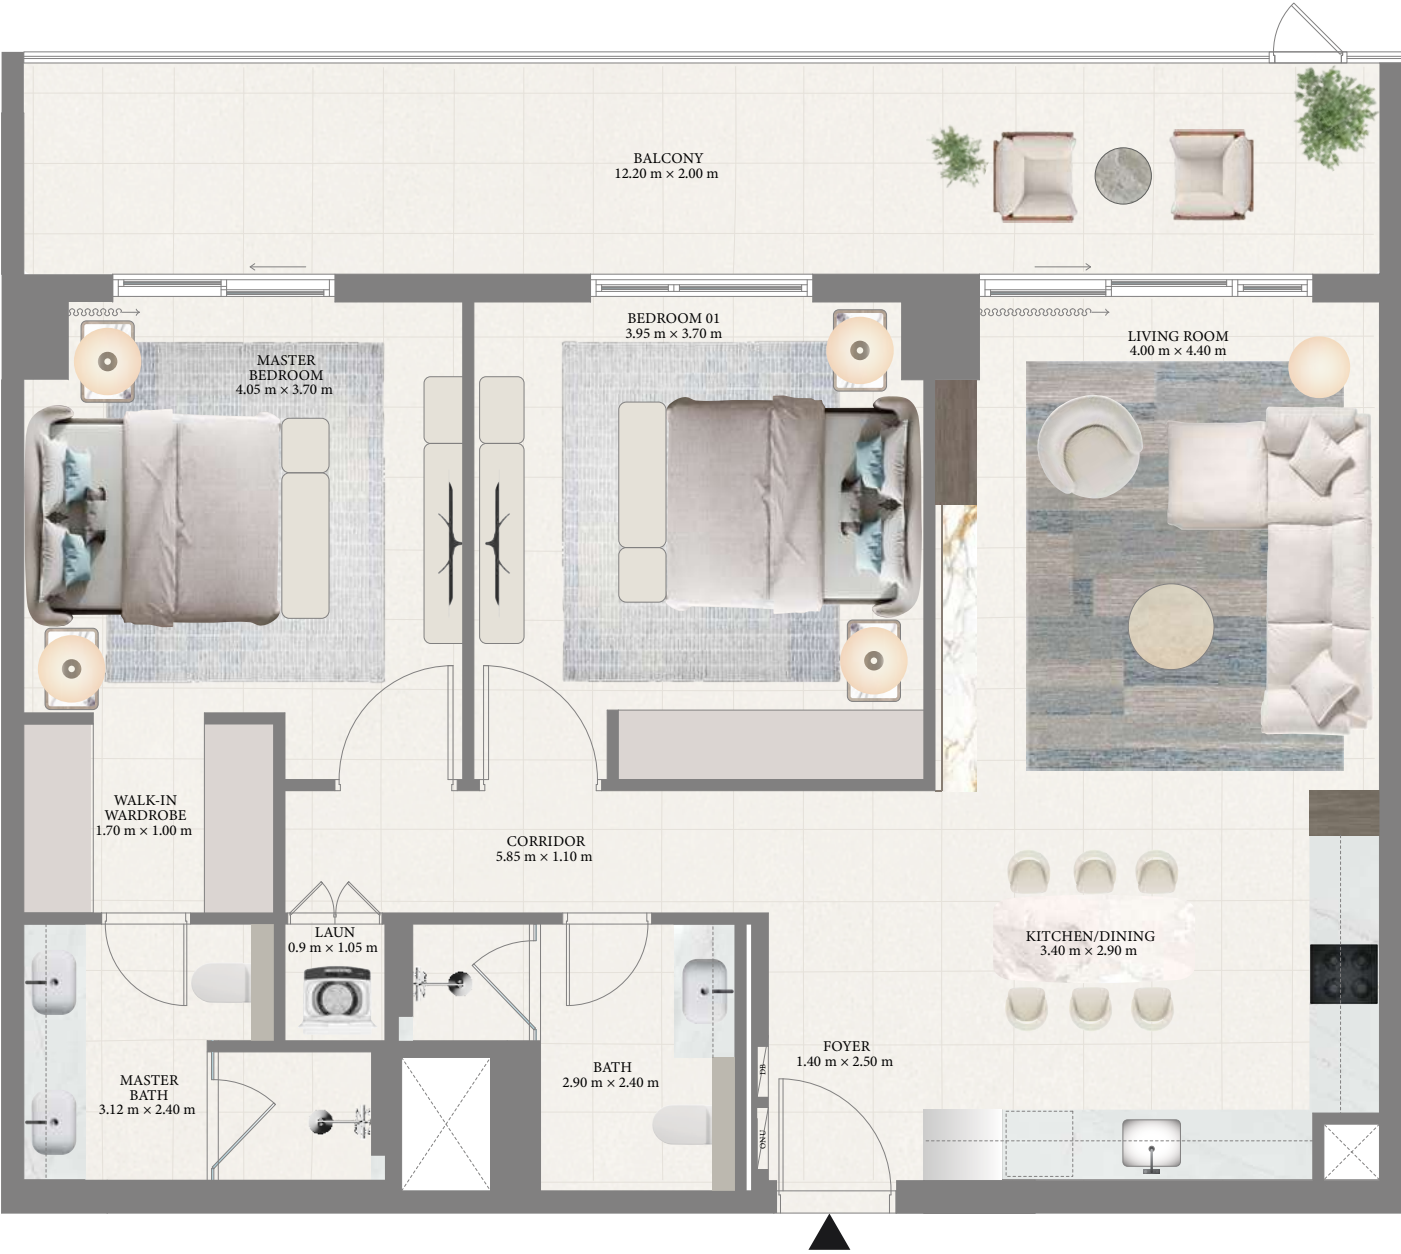 BALCONY
12.20 m × 2.00 m
MASTER
BEDROOM
4.05 m × 3.70 m
BEDROOM 01
3.95 m × 3.70 m
LIVING ROOM
4.00 m × 4.40 m
WALK-IN
WARDROBE
1.70 m × 1.00 m
CORRIDOR
5.85 m × 1.10 m
LAUN
0.9 m × 1.05 m
KITCHEN/DINING
3.40 m × 2.90 m
MASTER
BATH
3.12 m × 2.40 m
BATH
2.90 m × 2.40 m
FOYER
1.40 m × 2.50 m
DB
ONU